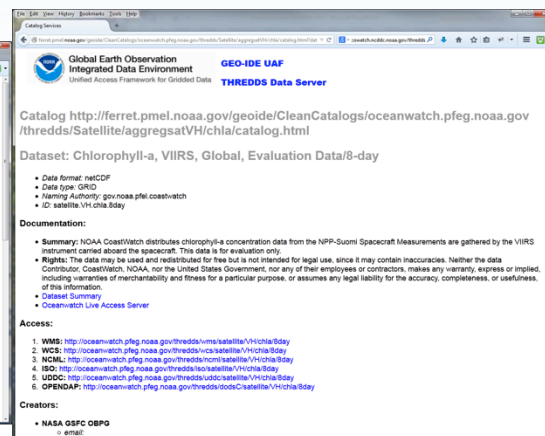 File Edit View History Bookmarks Tools Help
Catalog Services
Global Earth Observation
Integrated Data Environment
Unified Access Framework for Gridded Data
GEO-IDE UAF
THREDDS Data Server
Catalog http://ferret.pmel.noaa.gov/geoide/CleanCatalogs/oceanwatch.pfeg.noaa.gov
/thredds/Satellite/aggregsatVH/chla/catalog.html
Dataset: Chlorophyll-a, VIIRS, Global, Evaluation Data/8-day
• Data format: netCDF
• Data type: GRID
• Naming Authority: gov.noaa.pfel.coastwatch
• ID: satellite.VH.chla.8day
Documentation:
• Summary: NOAA CoastWatch distributes chlorophyll-a concentration data from the NPP-Suomi Spacecraft Measurements are gathered by the VIIRS
instrument carried aboard the spacecraft. This data is for evaluation only.
• Rights: The data may be used and redistributed for free but is not intended for legal use, since it may contain inaccuracies. Neither the data
Contributor, CoastWatch, NOAA, nor the United States Government, nor any of their employees or contractors, makes any warranty, express or implied,
including warranties of merchantability and fitness for a particular purpose, or assumes any legal liability for the accuracy, completeness, or usefulness,
of this information.
• Dataset Summary
• Oceanwatch Live Access Server
Access:
1. WMS: http://oceanwatch.pfeg.noaa.gov/thredds/wms/satellite/VH/chla/8day
2. WCS: http://oceanwatch.pfeg.noaa.gov/thredds/wcs/satellite/VH/chla/8day
3. NCML: http://oceanwatch.pfeg.noaa.gov/thredds/ncml/satellite/VH/chla/8day
4. ISO: http://oceanwatch.pfeg.noaa.gov/thredds/iso/satellite/VH/chla/8day
5. UDDC: http://oceanwatch.pfeg.noaa.gov/thredds/uddc/satellite/VH/chla/8day
6. OPENDAP: http://oceanwatch.pfeg.noaa.gov/thredds/dodsC/satellite/VH/chla/8day
Creators:
• NASA GSFC OBPG
○ email: